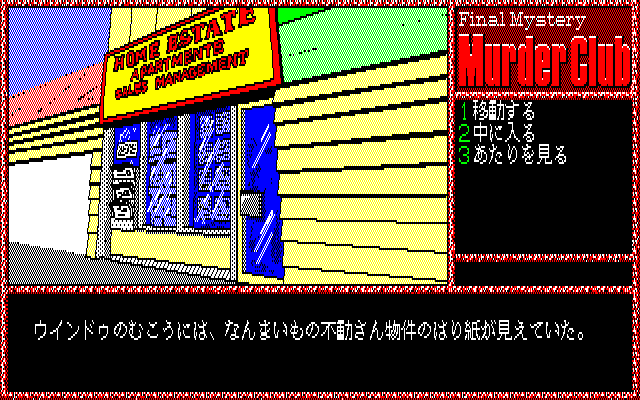 HOME ESTATE
APARTMENTS
SALES MANAGEMENT
Final Mystery
Murder Club
1移動する
2中に入る
3あたりを見る
ウインドゥのむこうには、なんまいもの不動さん物件のはり紙が見えていた。